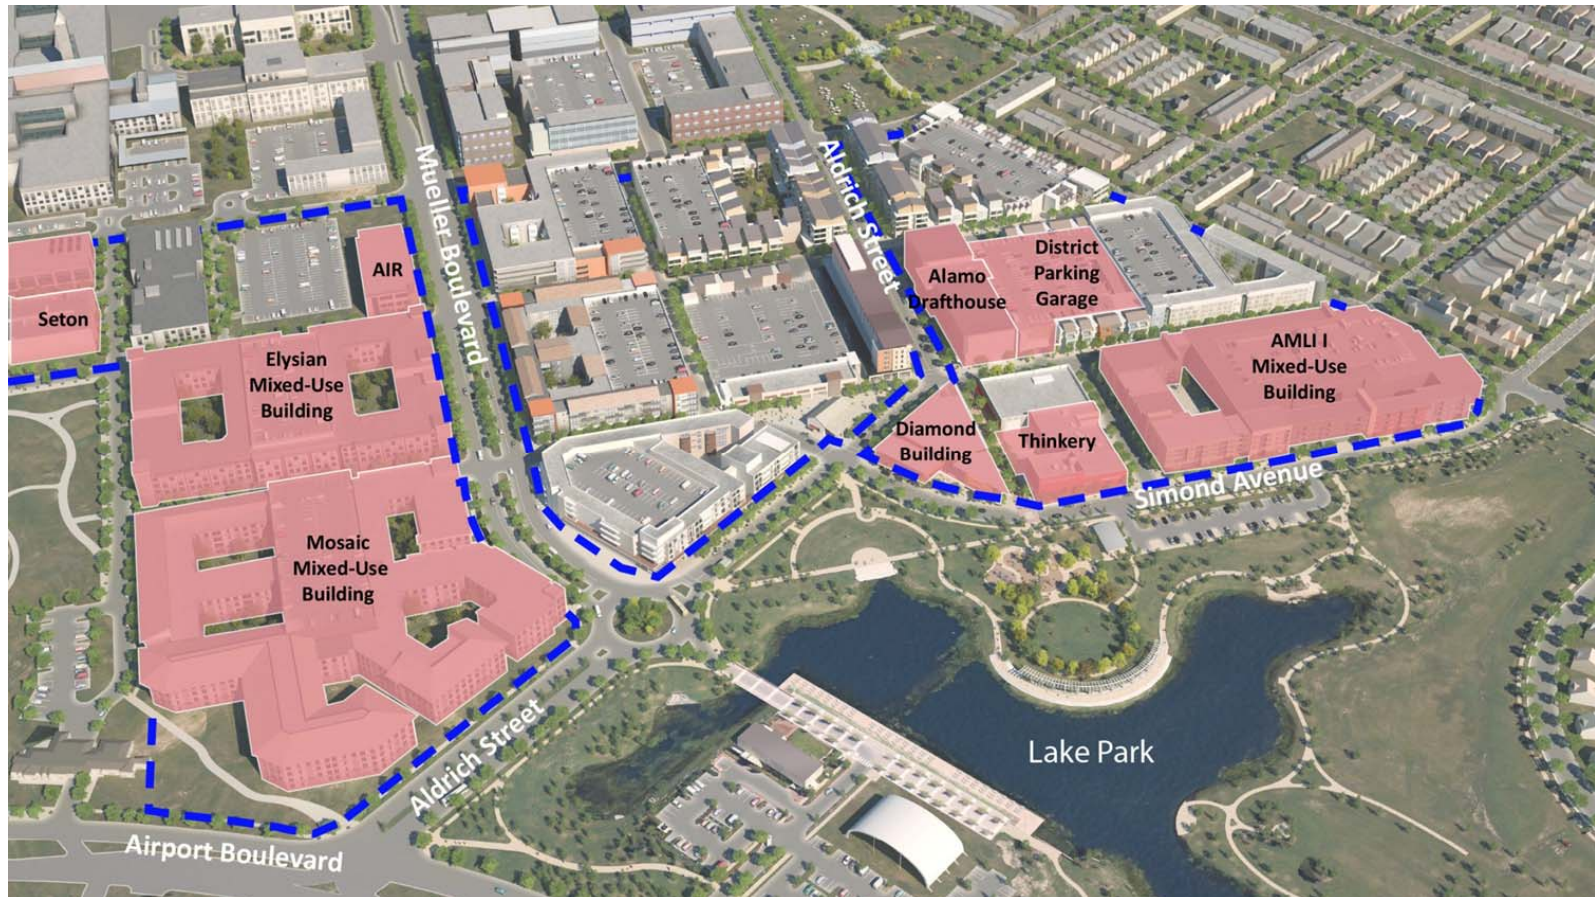 Mueller Boulevard
Aldrich Street
AIR
Seton
Elysian
Mixed-Use
Building
Alamo
Drafthouse
District
Parking
Garage
AMLI I
Mixed-Use
Building
Diamond
Building
Thinkery
Simond Avenue
Mosaic
Mixed-Use
Building
Aldrich Street
Lake Park
Airport Boulevard